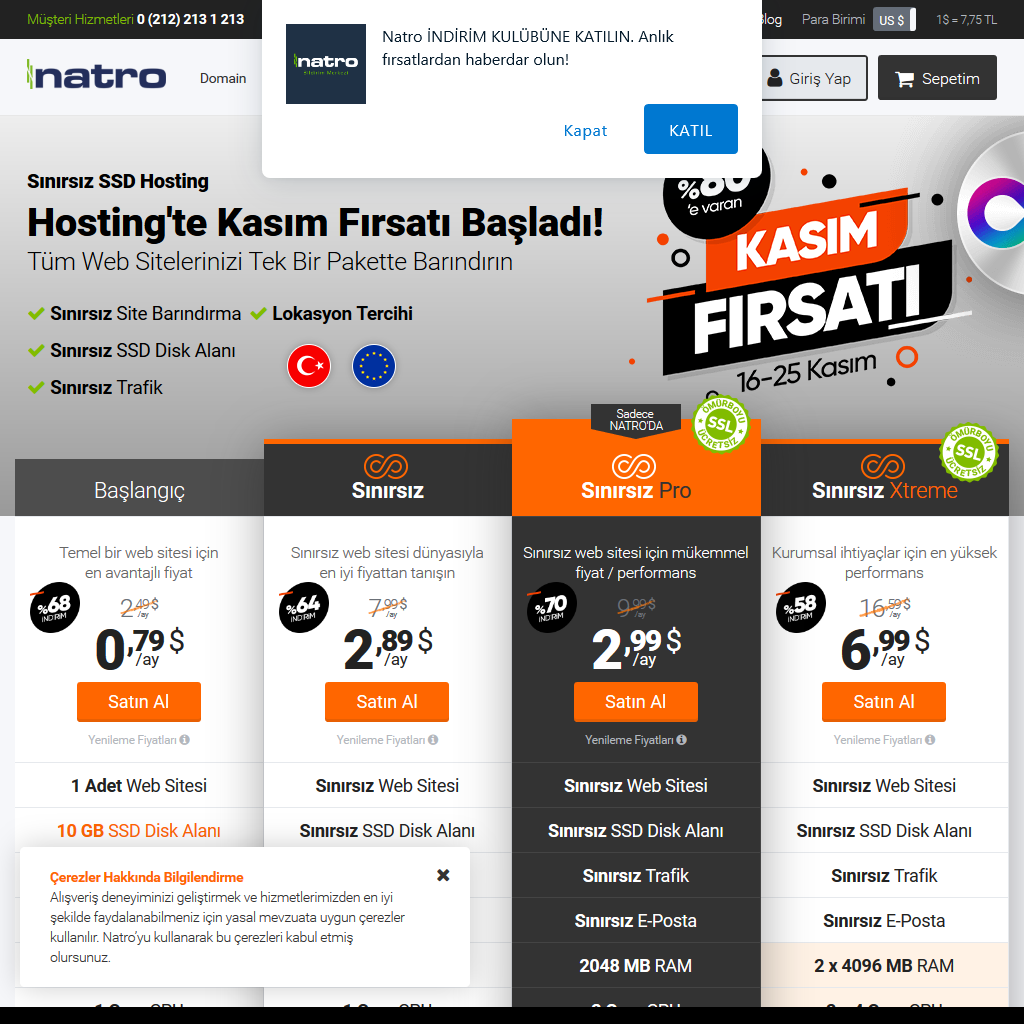 Müşteri Hizmetleri 0 (212) 213 1 213
Blog
Para Birimi
US $
1$ = 7,75 TL
natro
Domain
Giriş Yap
Sepetim
natro
Bilişim Merkezi
Natro İNDİRİM KULÜBÜNE KATILIN. Anlık
fırsatlardan haberdar olun!
Kapat
KATIL
Sınırsız SSD Hosting
Hosting'te Kasım Fırsatı Başladı!
Tüm Web Sitelerinizi Tek Bir Pakette Barındırın
Sınırsız Site Barındırma
Lokasyon Tercihi
Sınırsız SSD Disk Alanı
Sınırsız Trafik
%80
'e varan
KASIM
FIRSATI
16-25 Kasım
Başlangıç
Sınırsız
Sadece
NATRO'DA
Sınırsız Pro
ÖMÜRBOYU
SSL
ÜCRETSİZ
Sınırsız Xtreme
ÖMÜRBOYU
SSL
ÜCRETSİZ
Temel bir web sitesi için
en avantajlı fiyat
%68
İNDİRİM
2,49$
/ay
0,79 $
/ay
Satın Al
Yenileme Fiyatları
1 Adet Web Sitesi
10 GB SSD Disk Alanı
Sınırsız web sitesi dünyasıyla
en iyi fiyattan tanışın
%64
İNDİRİM
7,99$
/ay
2,89 $
/ay
Satın Al
Yenileme Fiyatları
Sınırsız Web Sitesi
Sınırsız SSD Disk Alanı
Sınırsız web sitesi için mükemmel
fiyat / performans
%70
İNDİRİM
9,99$
/ay
2,99 $
/ay
Satın Al
Yenileme Fiyatları
Sınırsız Web Sitesi
Sınırsız SSD Disk Alanı
Sınırsız Trafik
Sınırsız E-Posta
2048 MB RAM
Kurumsal ihtiyaçlar için en yüksek
performans
%58
İNDİRİM
16,59$
/ay
6,99 $
/ay
Satın Al
Yenileme Fiyatları
Sınırsız Web Sitesi
Sınırsız SSD Disk Alanı
Sınırsız Trafik
Sınırsız E-Posta
2 x 4096 MB RAM
Çerezler Hakkında Bilgilendirme
Alışveriş deneyiminizi geliştirmek ve hizmetlerimizden en iyi
şekilde faydalanabilmeniz için yasal mevzuata uygun çerezler
kullanılır. Natro'yu kullanarak bu çerezleri kabul etmiş
olursunuz.